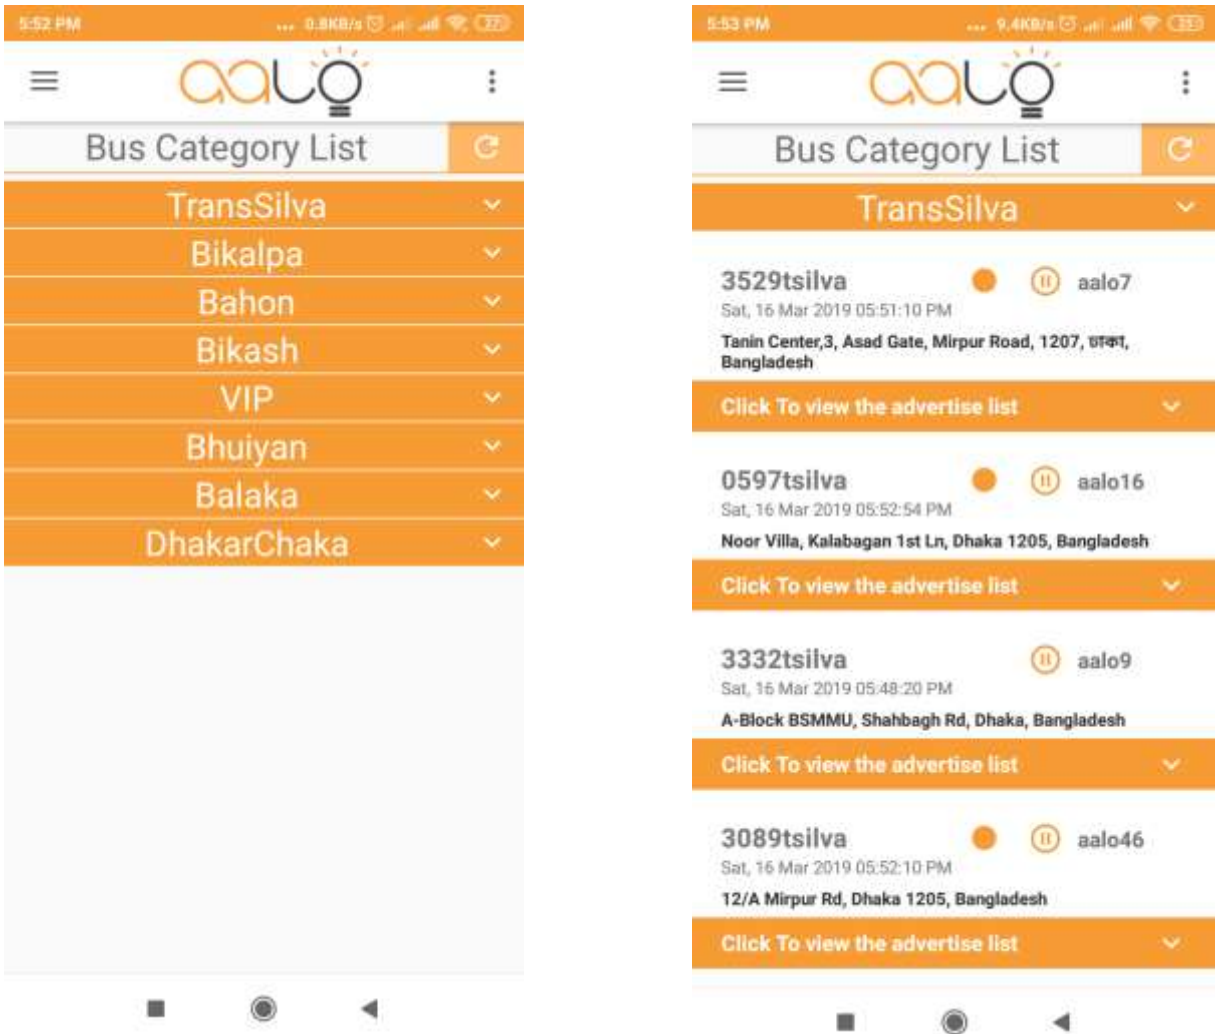 5:52 PM
... 0.8KB/s
aalo
Bus Category List
TransSilva
Bikalpa
Bahon
Bikash
VIP
Bhuiyan
Balaka
DhakarChaka
5:53 PM
... 9.4KB/s
aalo
Bus Category List
TransSilva
3529tsilva aalo7
Sat, 16 Mar 2019 05:51:10 PM
Tanin Center,3, Asad Gate, Mirpur Road, 1207, ঢাকা,
Bangladesh
Click To view the advertise list
0597tsilva aalo16
Sat, 16 Mar 2019 05:52:54 PM
Noor Villa, Kalabagan 1st Ln, Dhaka 1205, Bangladesh
Click To view the advertise list
3332tsilva aalo9
Sat, 16 Mar 2019 05:48:20 PM
A-Block BSMMU, Shahbagh Rd, Dhaka, Bangladesh
Click To view the advertise list
3089tsilva aalo46
Sat, 16 Mar 2019 05:52:10 PM
12/A Mirpur Rd, Dhaka 1205, Bangladesh
Click To view the advertise list